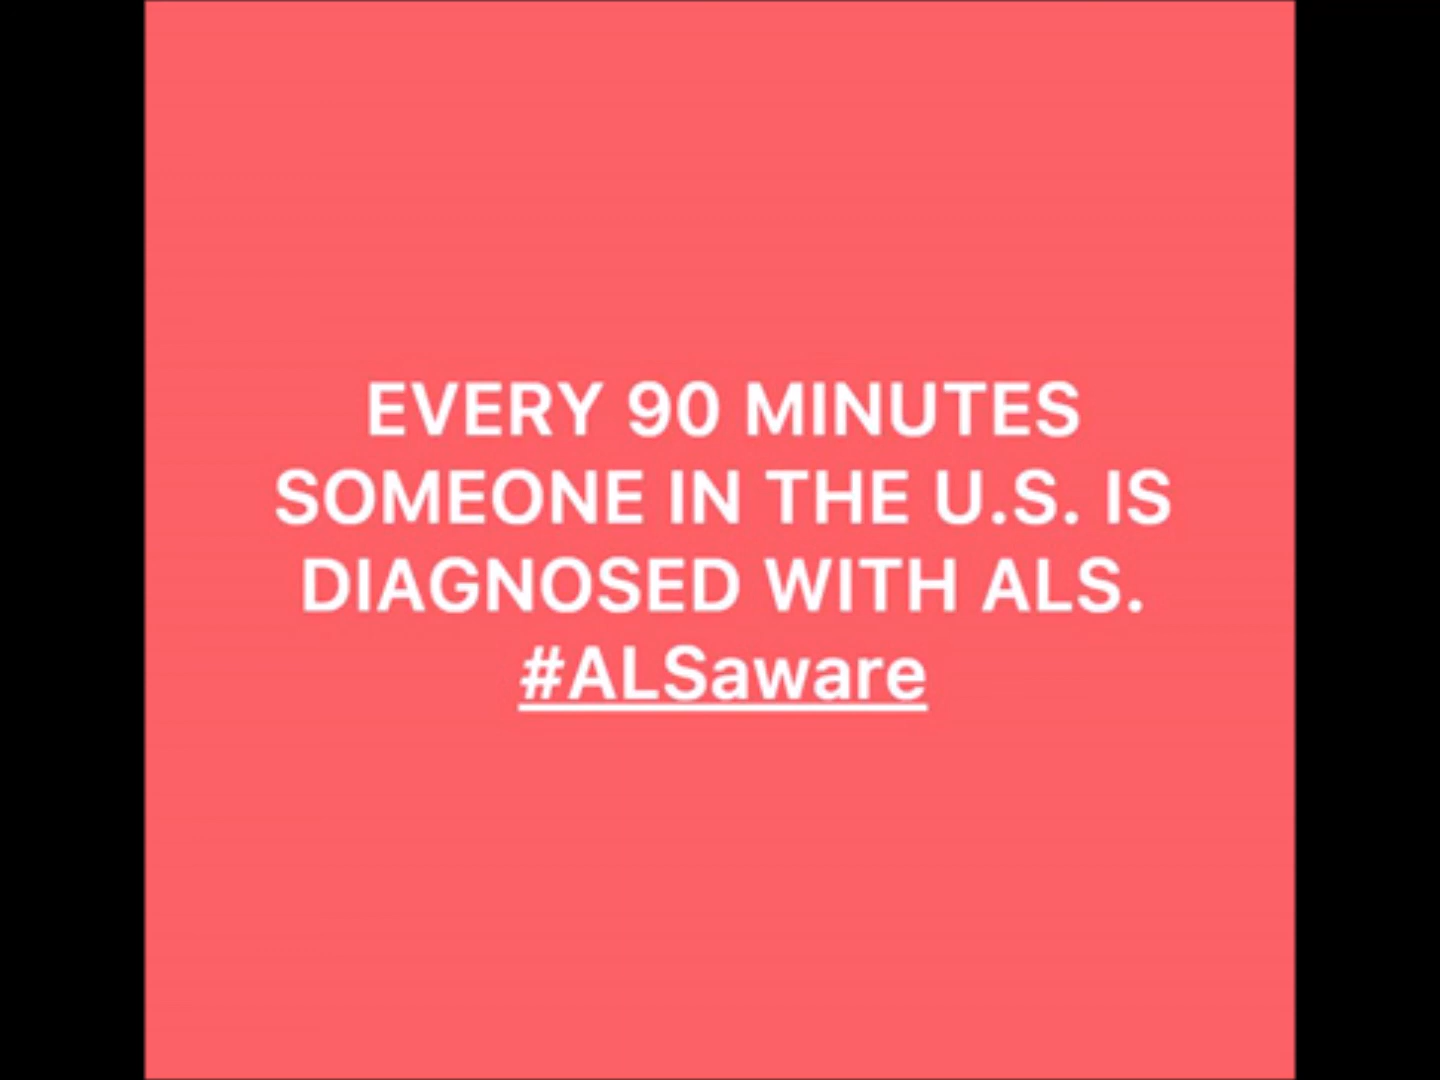 EVERY 90 MINUTES
SOMEONE IN THE U.S. IS
DIAGNOSED WITH ALS.
#ALSaware